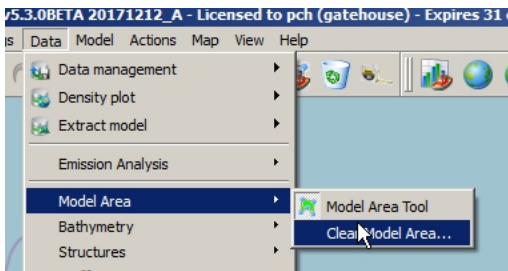 v5.3.0BETA 20171212_A - Licensed to pch (gatehouse) - Expires 31
Data Model Actions Map View Help
Data management
Density plot
Extract model
Emission Analysis
Model Area
Model Area Tool
Bathymetry
Clear Model Area...
Structures